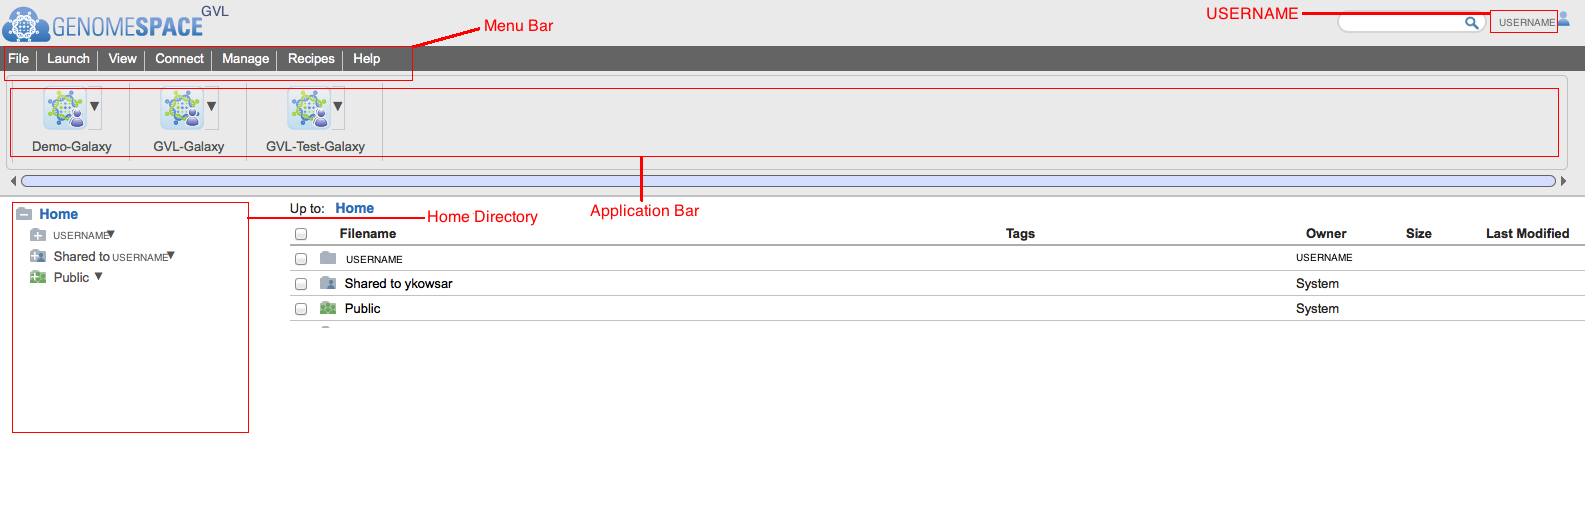 GENOMESPACE GVL
Menu Bar
USERNAME
USERNAME
File Launch View Connect Manage Recipes Help
Demo-Galaxy GVL-Galaxy GVL-Test-Galaxy
Application Bar
Home
USERNAME
Shared to USERNAME
Public
Home Directory
Up to: Home
Filename Tags Owner Size Last Modified
USERNAME USERNAME
Shared to ykowsar System
Public System